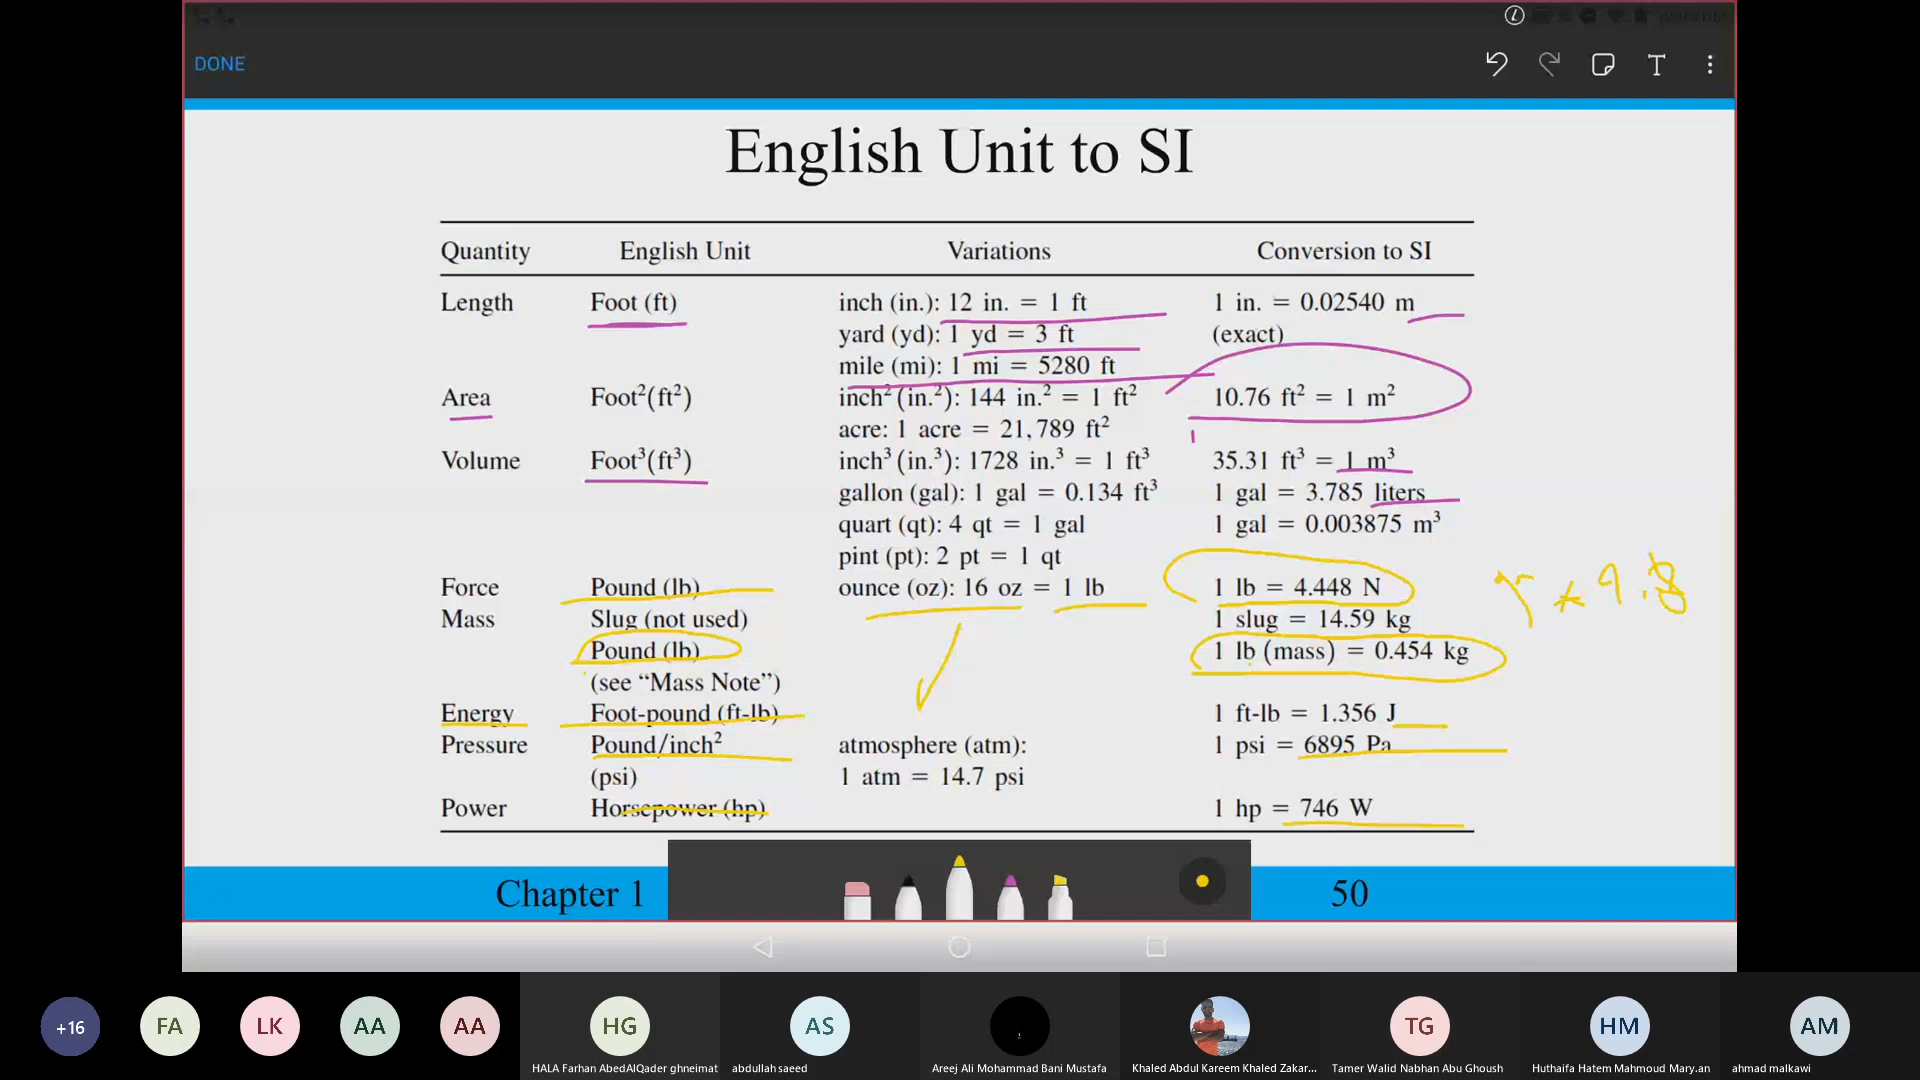 DONE
T
English Unit to SI
Quantity English Unit Variations Conversion to SI
Length Foot (ft) inch (in.): 12 in. = 1 ft 1 in. = 0.02540 m
yard (yd): 1 yd = 3 ft (exact)
mile (mi): 1 mi = 5280 ft
Area Foot²(ft²) inch² (in.²): 144 in.² = 1 ft² 10.76 ft² = 1 m²
acre: 1 acre = 21,789 ft²
Volume Foot³(ft³) inch³ (in.³): 1728 in.³ = 1 ft³ 35.31 ft³ = 1 m³
gallon (gal): 1 gal = 0.134 ft³ 1 gal = 3.785 liters
quart (qt): 4 qt = 1 gal 1 gal = 0.003875 m³
pint (pt): 2 pt = 1 qt
Force Pound (lb) ounce (oz): 16 oz = 1 lb 1 lb = 4.448 N
* 9.8
Mass Slug (not used) 1 slug = 14.59 kg
Pound (lb) 1 lb (mass) = 0.454 kg
(see “Mass Note”)
Energy Foot-pound (ft-lb) 1 ft-lb = 1.356 J
Pressure Pound/inch² atmosphere (atm): 1 psi = 6895 Pa
(psi) 1 atm = 14.7 psi
Power Horsepower (hp) 1 hp = 746 W
Chapter 1 50
+16 FA LK AA AA HG AS TG HM AM
HALA Farhan AbedAlQader ghneimat abdullah saeed Areej Ali Mohammad Bani Mustafa Khaled Abdul Kareem Khaled Zakar... Tamer Walid Nabhan Abu Ghoush Huthaifa Hatem Mahmoud Mary.an ahmad malkawi